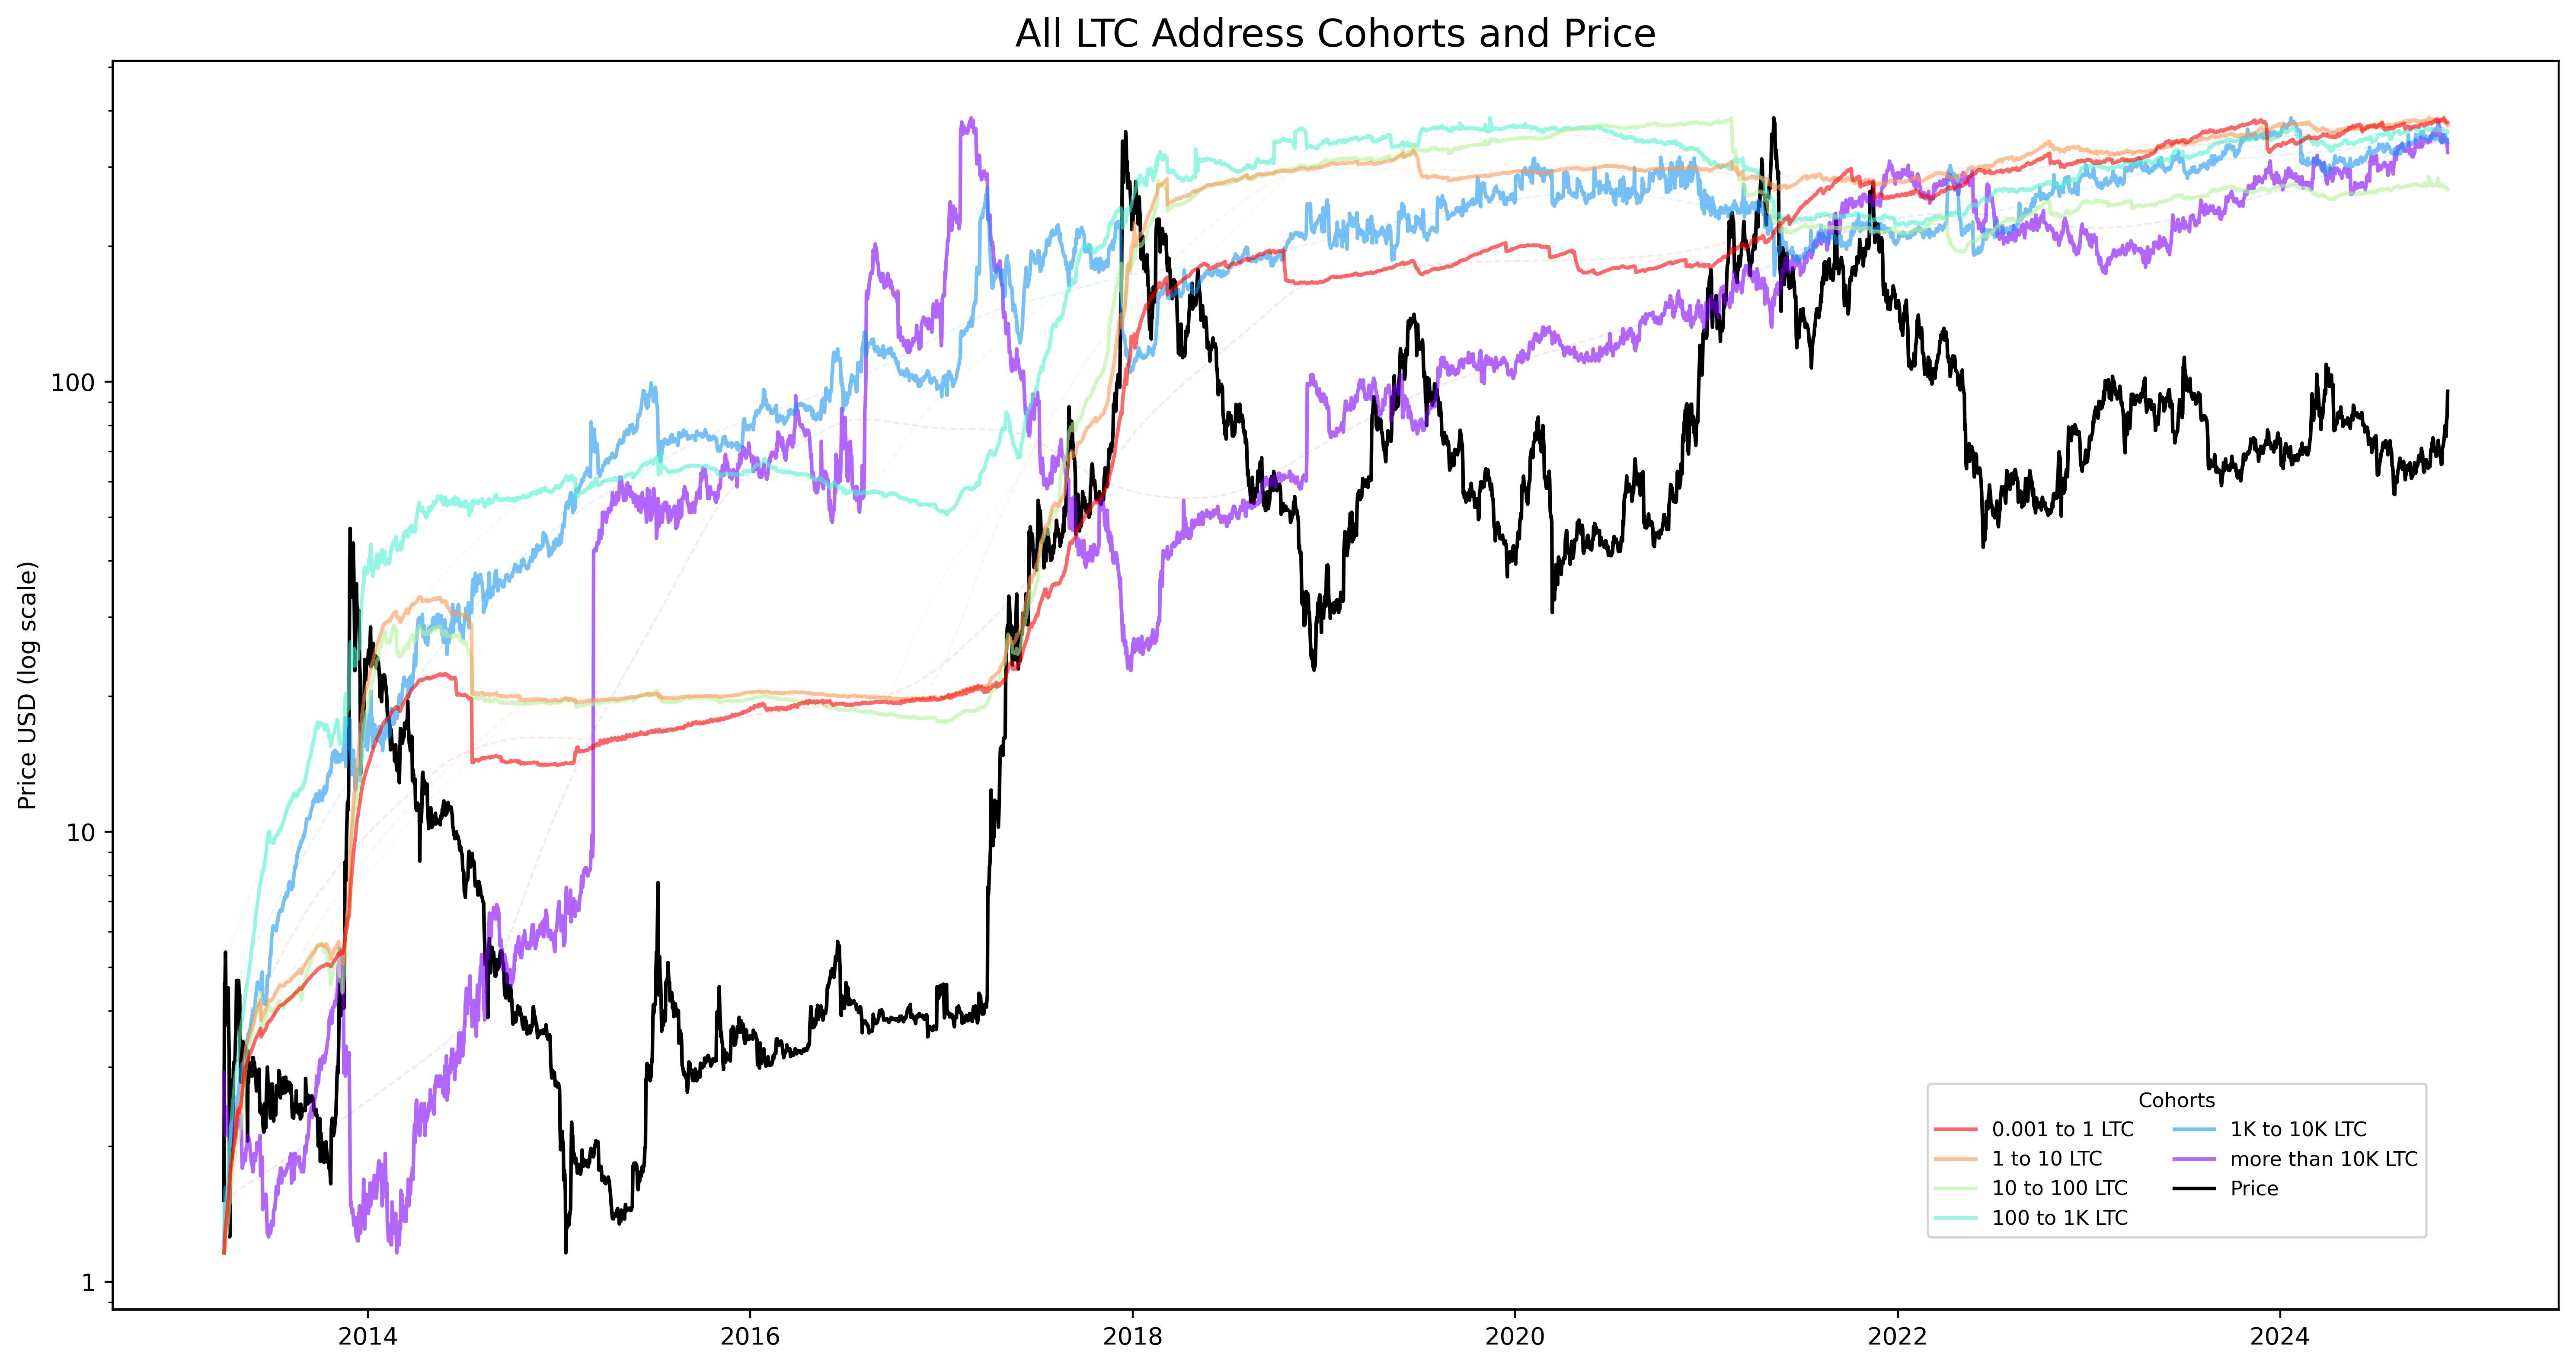 All LTC Address Cohorts and Price
Price USD (log scale)
100
10
1
2014
2016
2018
2020
2022
2024
Cohorts
0.001 to 1 LTC
1 to 10 LTC
10 to 100 LTC
100 to 1K LTC
1K to 10K LTC
more than 10K LTC
Price